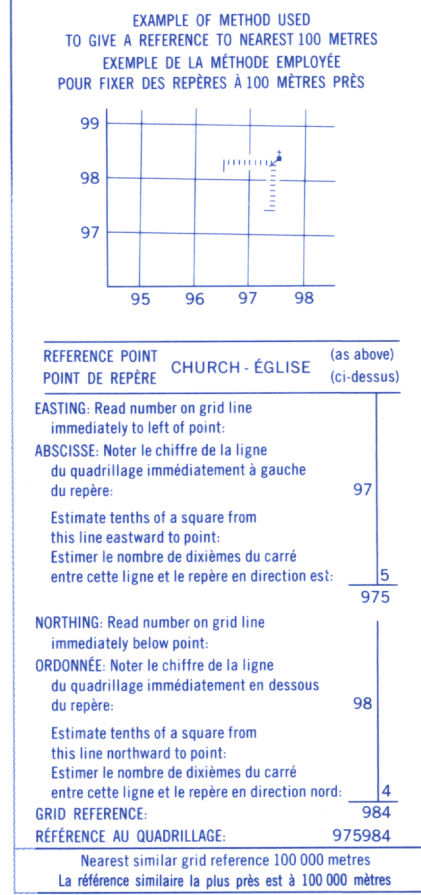 EXAMPLE OF METHOD USED
TO GIVE A REFERENCE TO NEAREST 100 METRES
EXEMPLE DE LA MÉTHODE EMPLOYÉE
POUR FIXER DES REPÈRES À 100 MÈTRES PRÈS
99
98
97
95 96 97 98
REFERENCE POINT
POINT DE REPÈRE
CHURCH - ÉGLISE
(as above)
(ci-dessus)
EASTING: Read number on grid line
immediately to left of point:
ABSCISSE: Noter le chiffre de la ligne
du quadrillage immédiatement à gauche
du repère: 97
Estimate tenths of a square from
this line eastward to point:
Estimer le nombre de dixièmes du carré
entre cette ligne et le repère en direction est: 5
975
NORTHING: Read number on grid line
immediately below point:
ORDONNÉE: Noter le chiffre de la ligne
du quadrillage immédiatement en dessous
du repère: 98
Estimate tenths of a square from
this line northward to point:
Estimer le nombre de dixièmes du carré
entre cette ligne et le repère en direction nord: 4
GRID REFERENCE: 984
RÉFÉRENCE AU QUADRILLAGE: 975984
Nearest similar grid reference 100 000 metres
La référence similaire la plus près est à 100 000 mètres